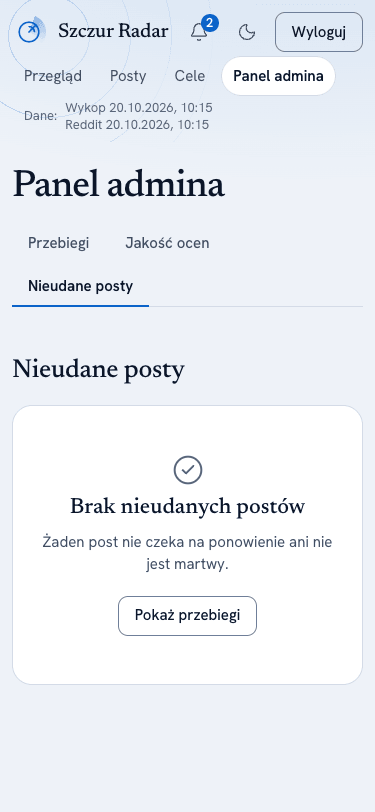 Szczur Radar
2
Wyloguj
Przegląd Posty Cele Panel admina
Dane: Wykop 20.10.2026, 10:15
Reddit 20.10.2026, 10:15
Panel admina
Przebiegi Jakość ocen
Nieudane posty
Nieudane posty
Brak nieudanych postów
Żaden post nie czeka na ponowienie ani nie
jest martwy.
Pokaż przebiegi